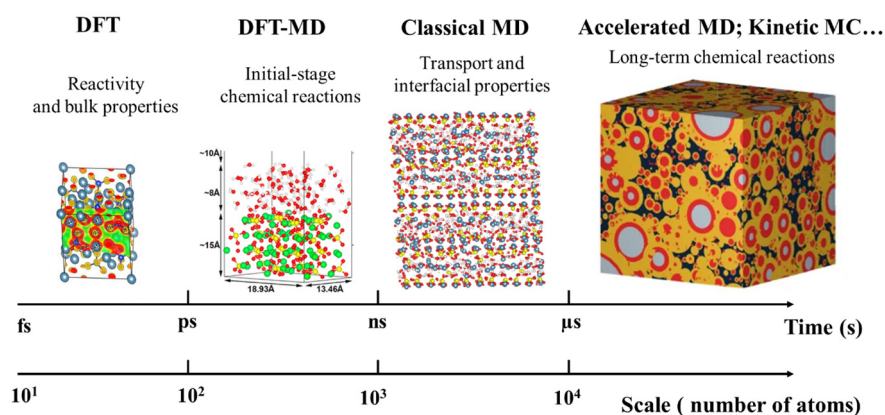 DFT
DFT-MD
Classical MD
Accelerated MD; Kinetic MC…
Reactivity
and bulk properties
Initial-stage
chemical reactions
Transport and
interfacial properties
Long-term chemical reactions
~10Å
~8Å
~15Å
18.93Å
13.46Å
fs
ps
ns
µs
Time (s)
10¹
10²
10³
10⁴
Scale ( number of atoms)